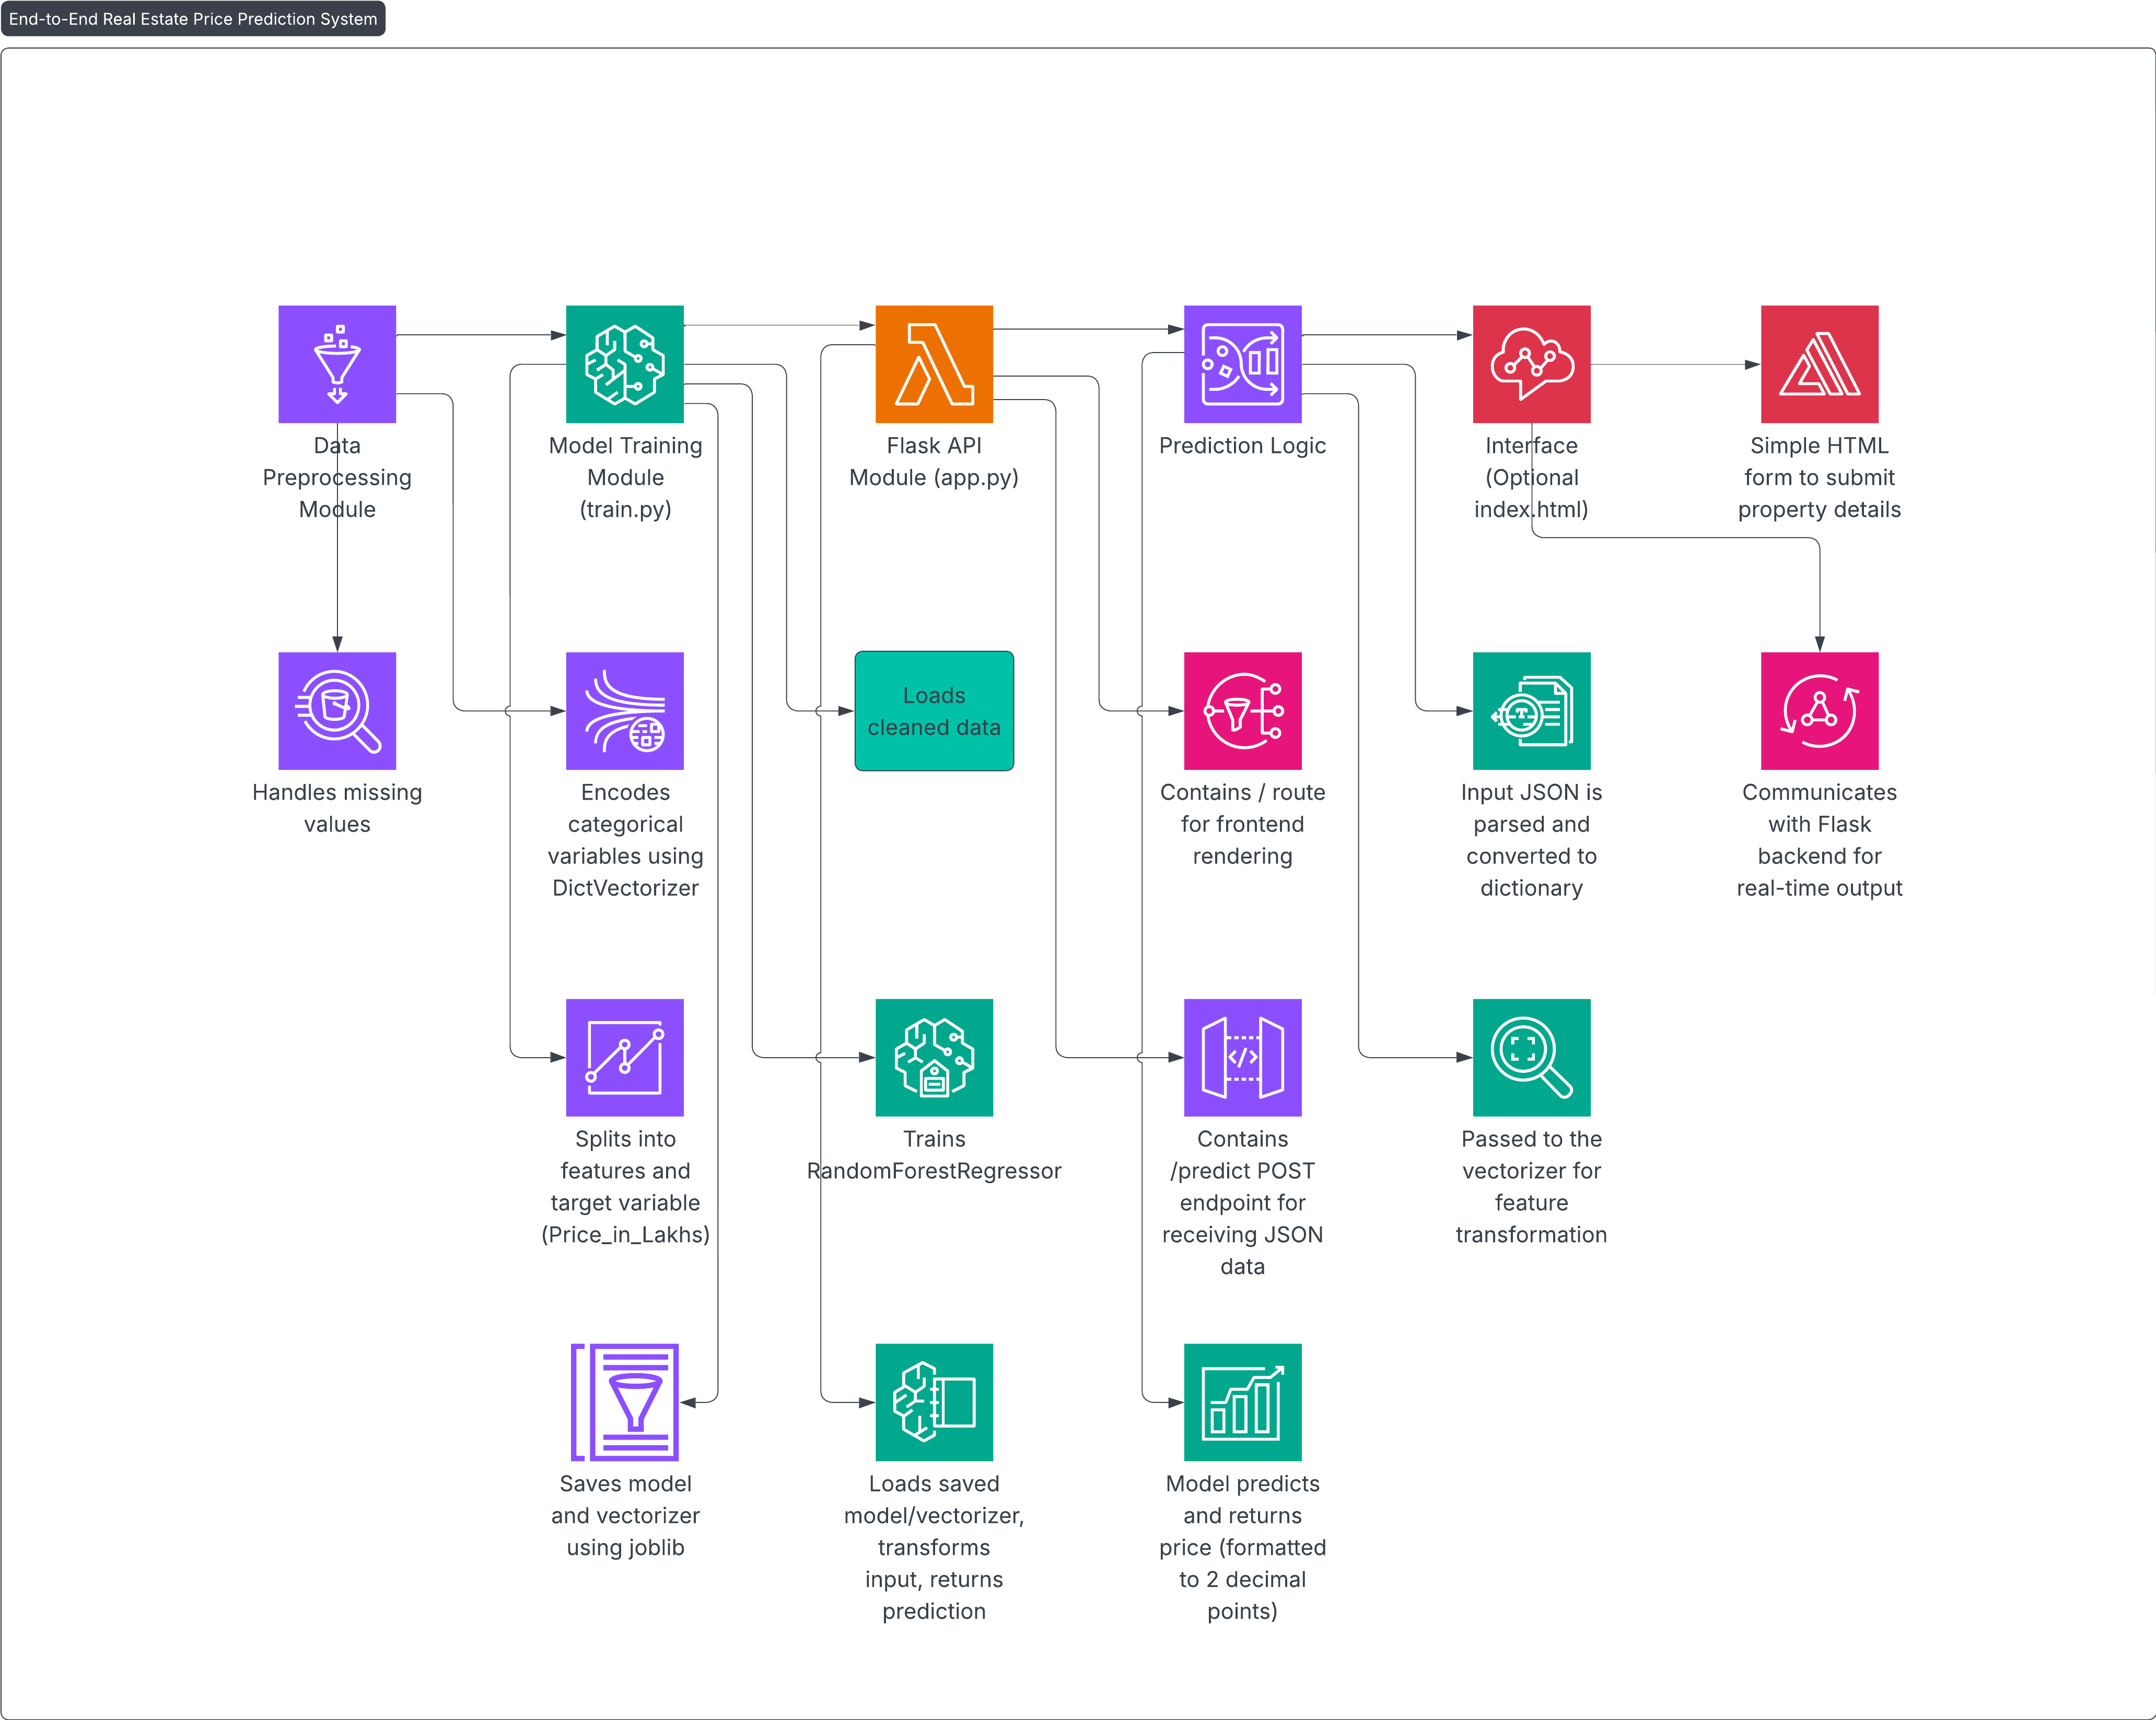 End-to-End Real Estate Price Prediction System
Data
Preprocessing
Module
Model Training
Module
(train.py)
Flask API
Module (app.py)
Prediction Logic
Interface
(Optional
index.html)
Simple HTML
form to submit
property details
Handles missing
values
Encodes
categorical
variables using
DictVectorizer
Loads
cleaned data
Contains / route
for frontend
rendering
Input JSON is
parsed and
converted to
dictionary
Communicates
with Flask
backend for
real-time output
Splits into
features and
target variable
(Price_in_Lakhs)
Trains
RandomForestRegressor
Contains
/predict POST
endpoint for
receiving JSON
data
Passed to the
vectorizer for
feature
transformation
Saves model
and vectorizer
using joblib
Loads saved
model/vectorizer,
transforms
input, returns
prediction
Model predicts
and returns
price (formatted
to 2 decimal
points)